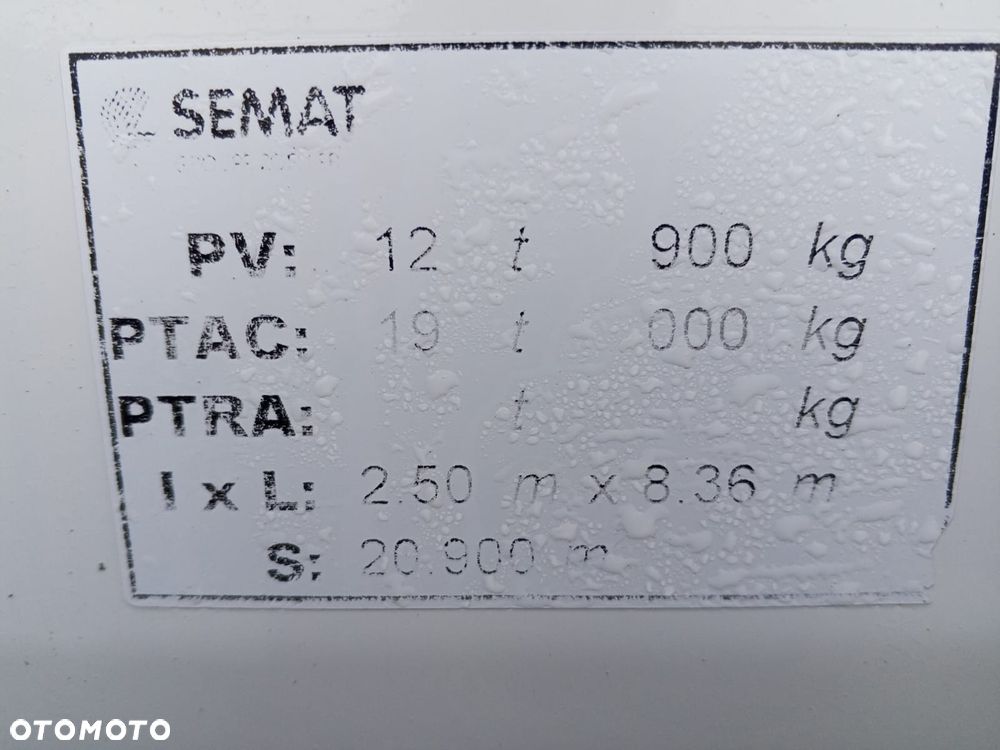 SEMAT
PV: 12 t 900 kg
PTAC: 19 t 000 kg
PTRA: t kg
l x L: 2.50 m x 8.36 m
S: 20.900 m
OTOMOTO